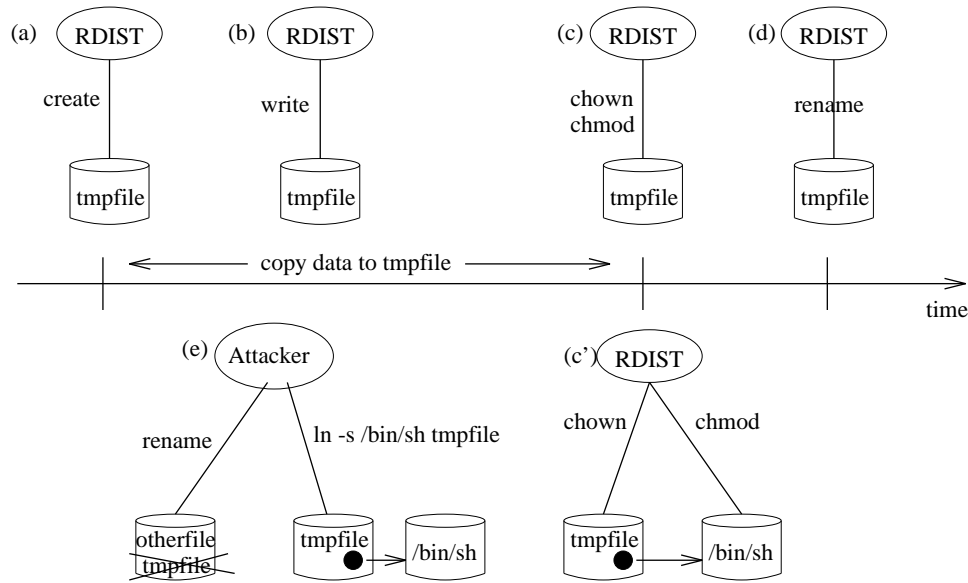 (a) RDIST
(b) RDIST
(c) RDIST
(d) RDIST
create
write
chown
chmod
rename
tmpfile
tmpfile
tmpfile
tmpfile
copy data to tmpfile
time
(e) Attacker
(c') RDIST
rename
ln -s /bin/sh tmpfile
chown
chmod
otherfile
tmpfile
tmpfile
/bin/sh
tmpfile
/bin/sh